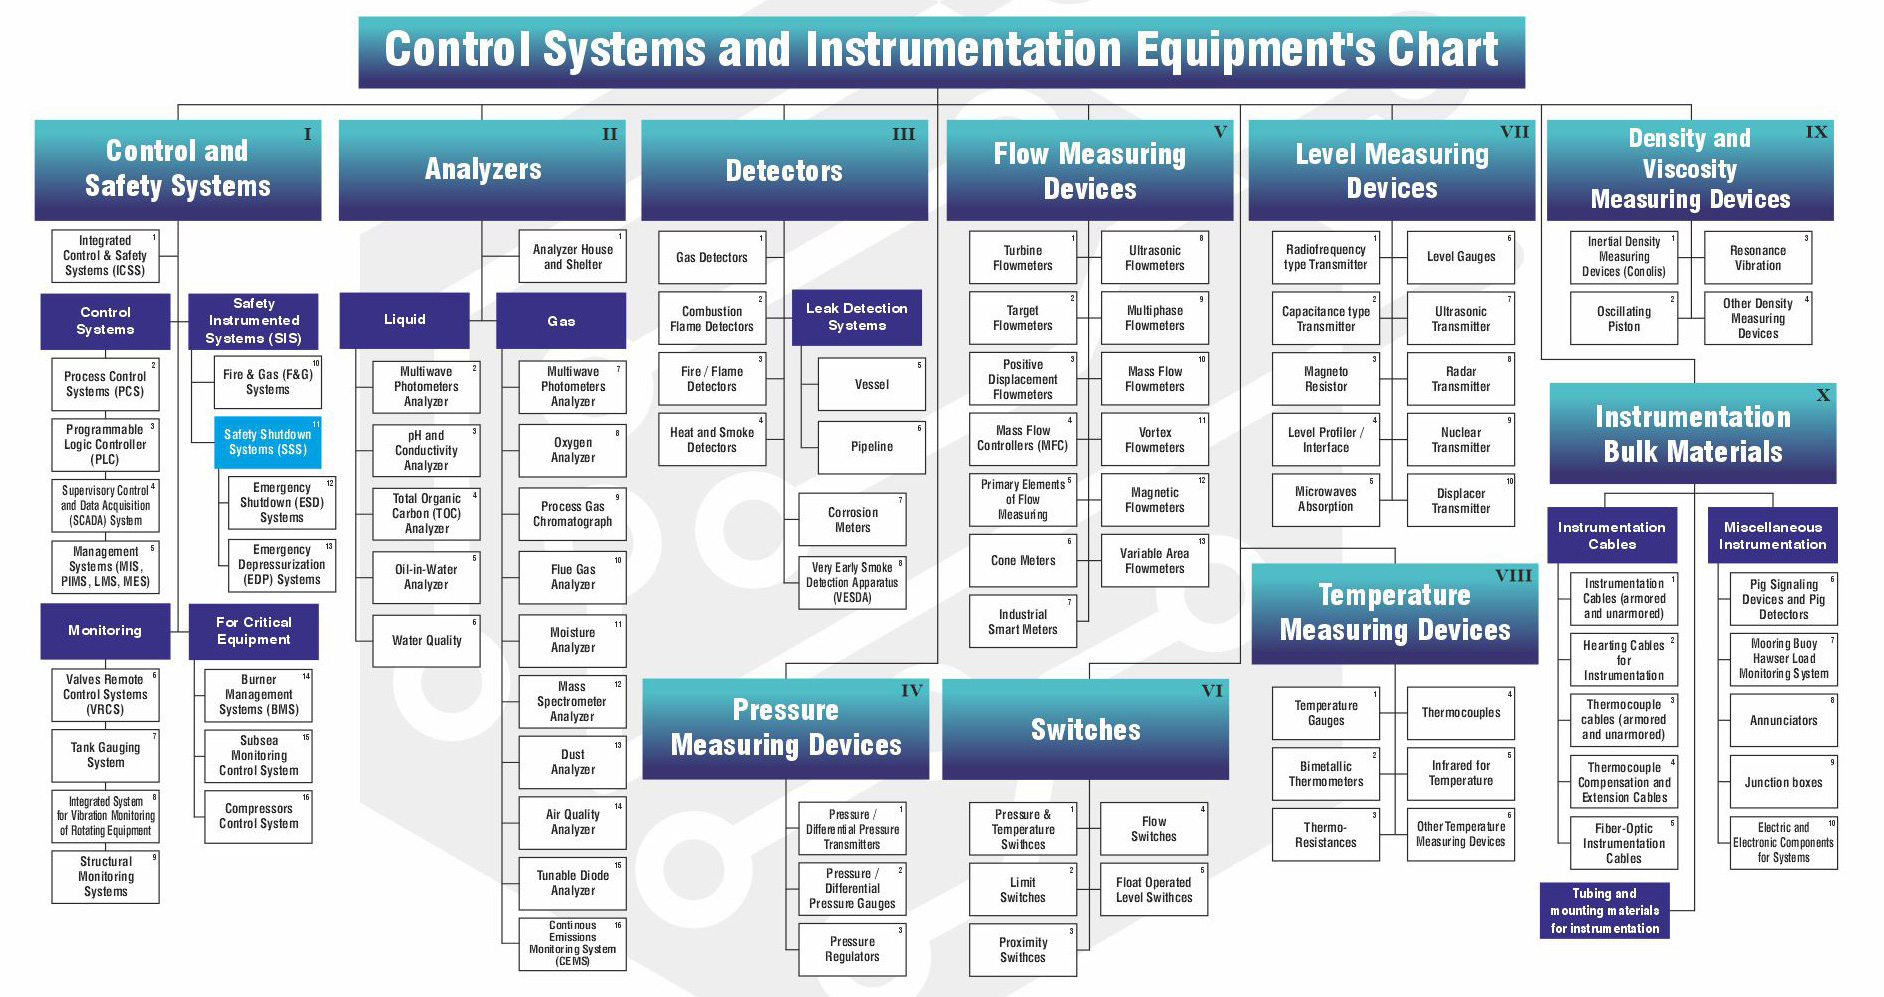 Control Systems and Instrumentation Equipment's Chart
I
Control and
Safety Systems
1
Integrated
Control & Safety
Systems (ICSS)
Control
Systems
2
Process Control
Systems (PCS)
3
Programmable
Logic Controller
(PLC)
4
Supervisory Control
and Data Acquisition
(SCADA) System
5
Management
Systems (MIS,
PIMS, LMS, MES)
Monitoring
6
Valves Remote
Control Systems
(VRCS)
7
Tank Gauging
System
8
Integrated System
for Vibration Monitoring
of Rotating Equipment
9
Structural
Monitoring
Systems
Safety
Instrumented
Systems (SIS)
10
Fire & Gas (F&G)
Systems
11
Safety Shutdown
Systems (SSS)
12
Emergency
Shutdown (ESD)
Systems
13
Emergency
Depressurization
(EDP) Systems
For Critical
Equipment
14
Burner
Management
Systems (BMS)
15
Subsea
Monitoring
Control System
16
Compressors
Control System
II
Analyzers
1
Analyzer House
and Shelter
Liquid
2
Multiwave
Photometers
Analyzer
3
pH and
Conductivity
Analyzer
4
Total Organic
Carbon (TOC)
Analyzer
5
Oil-in-Water
Analyzer
6
Water Quality
Gas
7
Multiwave
Photometers
Analyzer
8
Oxygen
Analyzer
9
Process Gas
Chromatograph
10
Flue Gas
Analyzer
11
Moisture
Analyzer
12
Mass
Spectrometer
Analyzer
13
Dust
Analyzer
14
Air Quality
Analyzer
15
Tunable Diode
Analyzer
16
Continous
Emissions
Monitoring System
(CEMS)
III
Detectors
1
Gas Detectors
2
Combustion
Flame Detectors
3
Fire / Flame
Detectors
4
Heat and Smoke
Detectors
Leak Detection
Systems
5
Vessel
6
Pipeline
7
Corrosion
Meters
8
Very Early Smoke
Detection Apparatus
(VESDA)
IV
Pressure
Measuring Devices
1
Pressure /
Differential Pressure
Transmitters
2
Pressure /
Differential
Pressure Gauges
3
Pressure
Regulators
V
Flow Measuring
Devices
1
Turbine
Flowmeters
2
Target
Flowmeters
3
Positive
Displacement
Flowmeters
4
Mass Flow
Controllers (MFC)
5
Primary Elements
of Flow
Measuring
6
Cone Meters
7
Industrial
Smart Meters
8
Ultrasonic
Flowmeters
9
Multiphase
Flowmeters
10
Mass Flow
Flowmeters
11
Vortex
Flowmeters
12
Magnetic
Flowmeters
13
Variable Area
Flowmeters
VI
Switches
1
Pressure &
Temperature
Swithces
2
Limit
Switches
3
Proximity
Swithces
4
Flow
Switches
5
Float Operated
Level Swithces
VII
Level Measuring
Devices
1
Radiofrequency
type Transmitter
2
Capacitance type
Transmitter
3
Magneto
Resistor
4
Level Profiler /
Interface
5
Microwaves
Absorption
6
Level Gauges
7
Ultrasonic
Transmitter
8
Radar
Transmitter
9
Nuclear
Transmitter
10
Displacer
Transmitter
VIII
Temperature
Measuring Devices
1
Temperature
Gauges
2
Bimetallic
Thermometers
3
Thermo-
Resistances
4
Thermocouples
5
Infrared for
Temperature
6
Other Temperature
Measuring Devices
IX
Density and
Viscosity
Measuring Devices
1
Inertial Density
Measuring
Devices (Conolis)
2
Oscillating
Piston
3
Resonance
Vibration
4
Other Density
Measuring
Devices
X
Instrumentation
Bulk Materials
Instrumentation
Cables
1
Instrumentation
Cables (armored
and unarmored)
2
Hearting Cables
for
Instrumentation
3
Thermocouple
cables (armored
and unarmored)
4
Thermocouple
Compensation and
Extension Cables
5
Fiber-Optic
Instrumentation
Cables
Miscellaneous
Instrumentation
6
Pig Signaling
Devices and Pig
Detectors
7
Mooring Buoy
Hawser Load
Monitoring System
8
Annunciators
9
Junction boxes
10
Electric and
Electronic Components
for Systems
Tubing and
mounting materials
for instrumentation